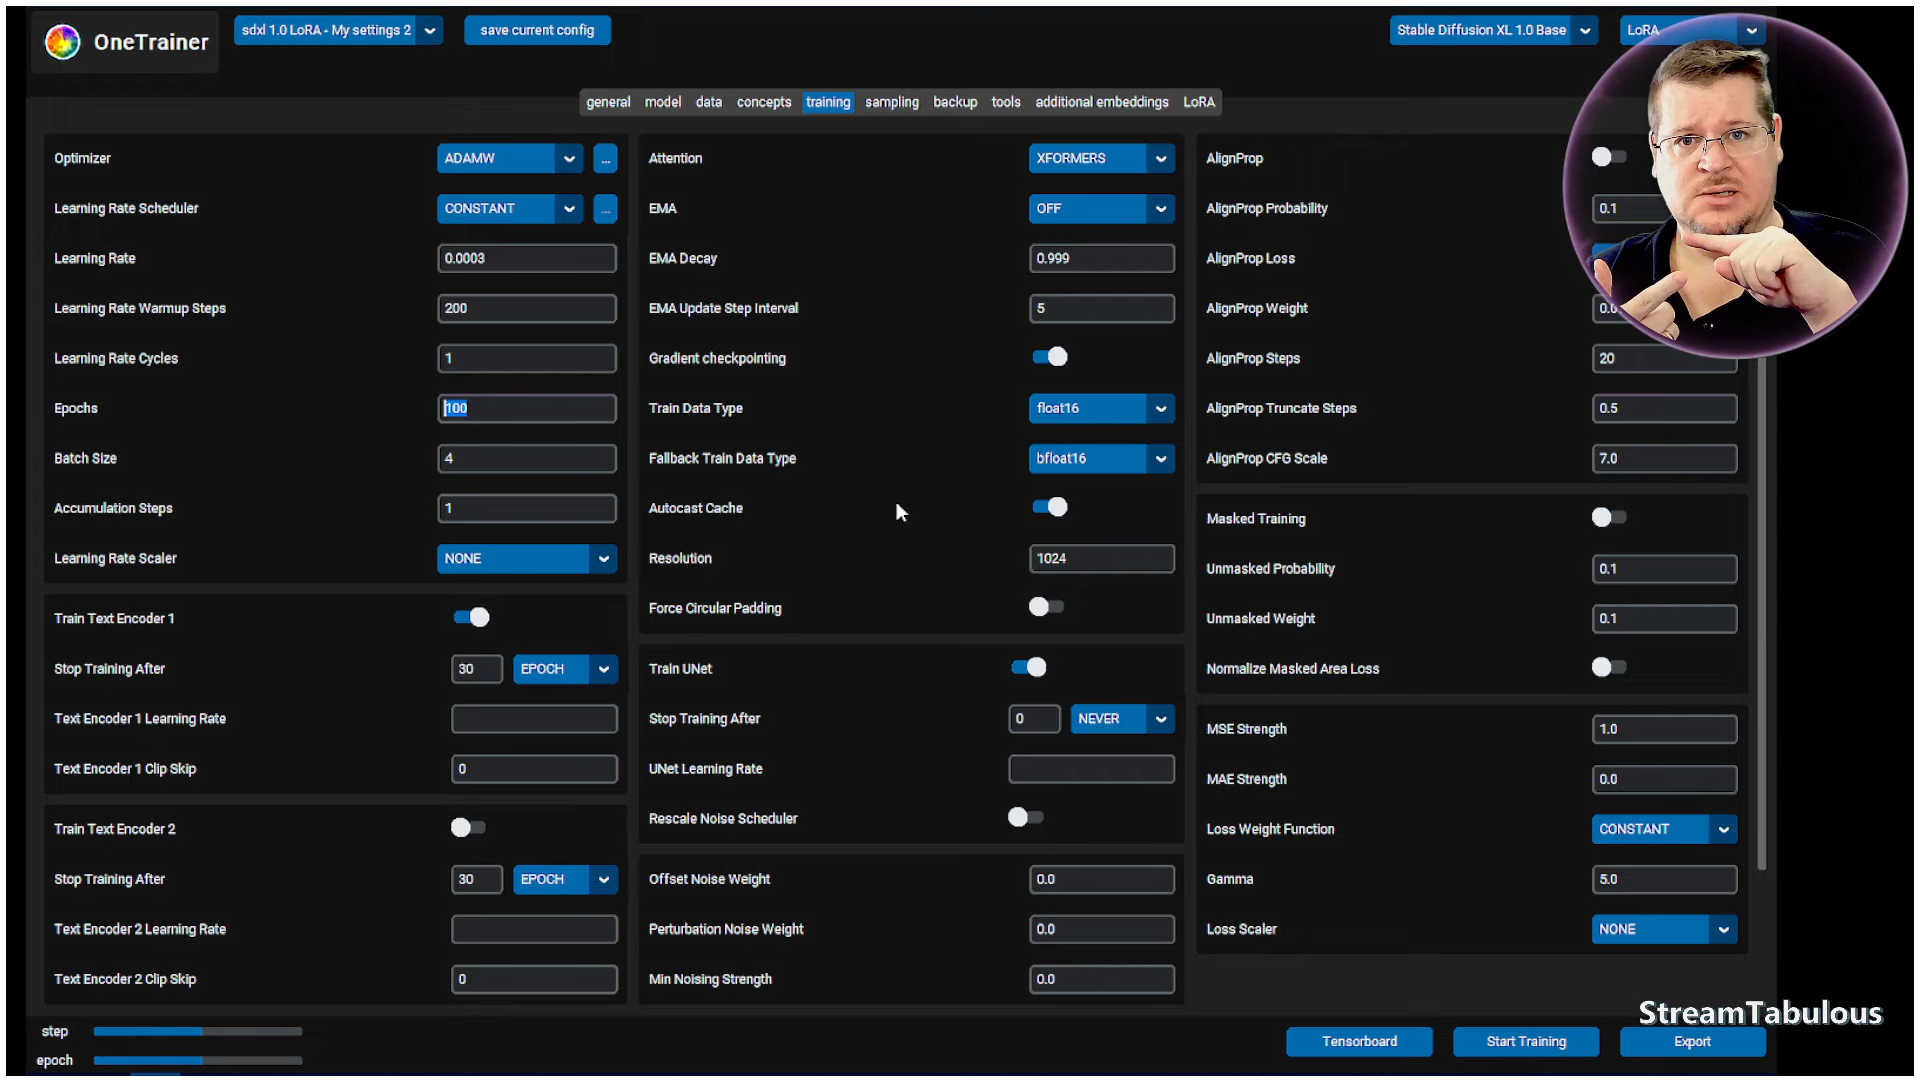 OneTrainer
sdxl 1.0 LoRA - My settings 2
save current config
Stable Diffusion XL 1.0 Base
LoRA
general model data concepts training sampling backup tools additional embeddings LoRA
Optimizer ADAMW ...
Learning Rate Scheduler CONSTANT ...
Learning Rate 0.0003
Learning Rate Warmup Steps 200
Learning Rate Cycles 1
Epochs 100
Batch Size 4
Accumulation Steps 1
Learning Rate Scaler NONE
Train Text Encoder 1
Stop Training After 30 EPOCH
Text Encoder 1 Learning Rate
Text Encoder 1 Clip Skip 0
Train Text Encoder 2
Stop Training After 30 EPOCH
Text Encoder 2 Learning Rate
Text Encoder 2 Clip Skip 0
Attention XFORMERS
EMA OFF
EMA Decay 0.999
EMA Update Step Interval 5
Gradient checkpointing
Train Data Type float16
Fallback Train Data Type bfloat16
Autocast Cache
Resolution 1024
Force Circular Padding
Train UNet
Stop Training After 0 NEVER
UNet Learning Rate
Rescale Noise Scheduler
Offset Noise Weight 0.0
Perturbation Noise Weight 0.0
Min Noising Strength 0.0
AlignProp
AlignProp Probability 0.1
AlignProp Loss
AlignProp Weight
AlignProp Steps 20
AlignProp Truncate Steps 0.5
AlignProp CFG Scale 7.0
Masked Training
Unmasked Probability 0.1
Unmasked Weight 0.1
Normalize Masked Area Loss
MSE Strength 1.0
MAE Strength 0.0
Loss Weight Function CONSTANT
Gamma 5.0
Loss Scaler NONE
StreamTabulous
step
epoch
Tensorboard
Start Training
Export